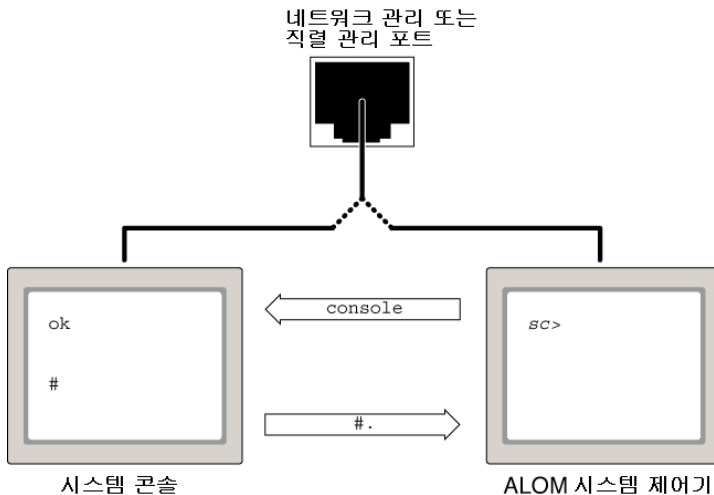 네트워크 관리 또는
직렬 관리 포트
console
ok
sc>
#
#.
시스템 콘솔
ALOM 시스템 제어기